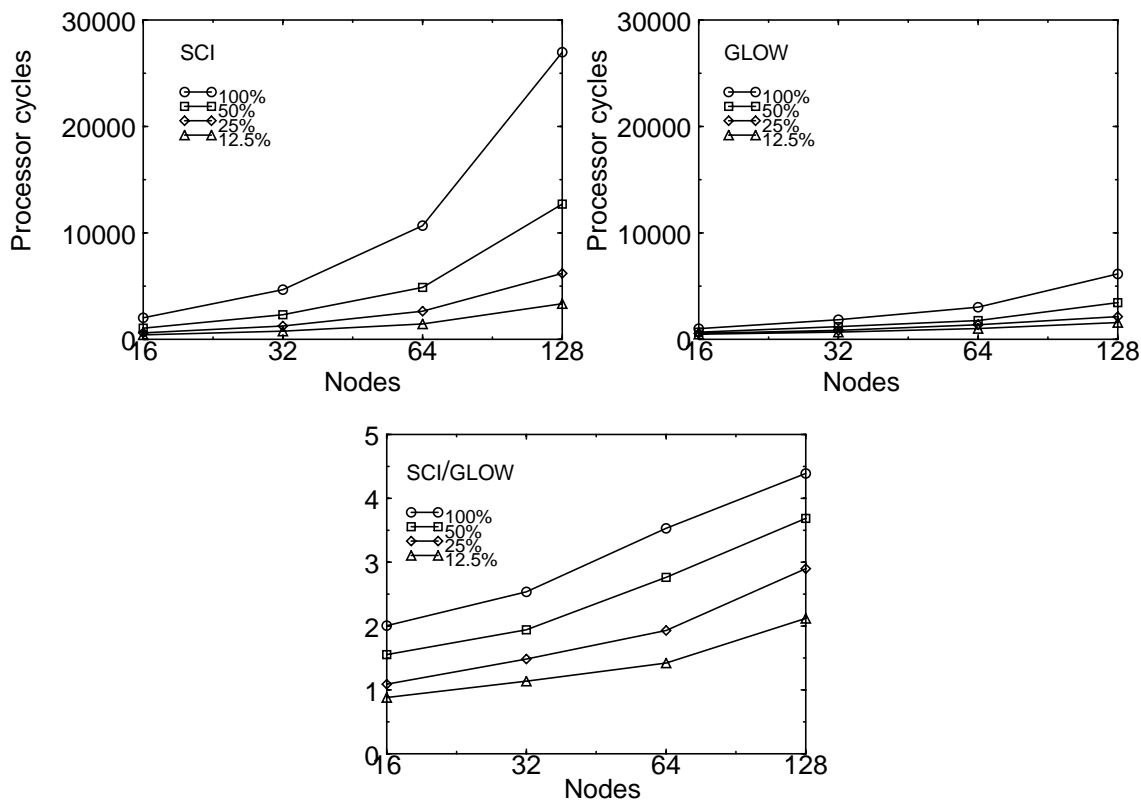 SCI
100%
50%
25%
12.5%
30000
20000
10000
0
Processor cycles
16 32 64 128
Nodes
GLOW
100%
50%
25%
12.5%
30000
20000
10000
0
Processor cycles
16 32 64 128
Nodes
SCI/GLOW
100%
50%
25%
12.5%
5
4
3
2
1
0
16 32 64 128
Nodes